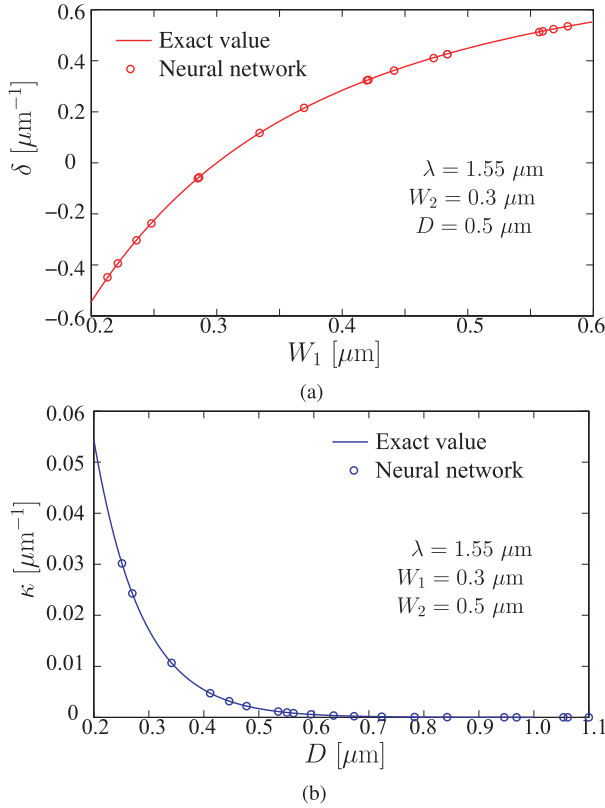 0.6
0.4
0.2
0
-0.2
-0.4
-0.6
δ [μm⁻¹]
Exact value
Neural network
λ = 1.55 μm
W₂ = 0.3 μm
D = 0.5 μm
0.2 0.3 0.4 0.5 0.6
W₁ [μm]
(a)
0.06
0.05
0.04
0.03
0.02
0.01
0
κ [μm⁻¹]
Exact value
Neural network
λ = 1.55 μm
W₁ = 0.3 μm
W₂ = 0.5 μm
0.2 0.3 0.4 0.5 0.6 0.7 0.8 0.9 1.0 1.1
D [μm]
(b)